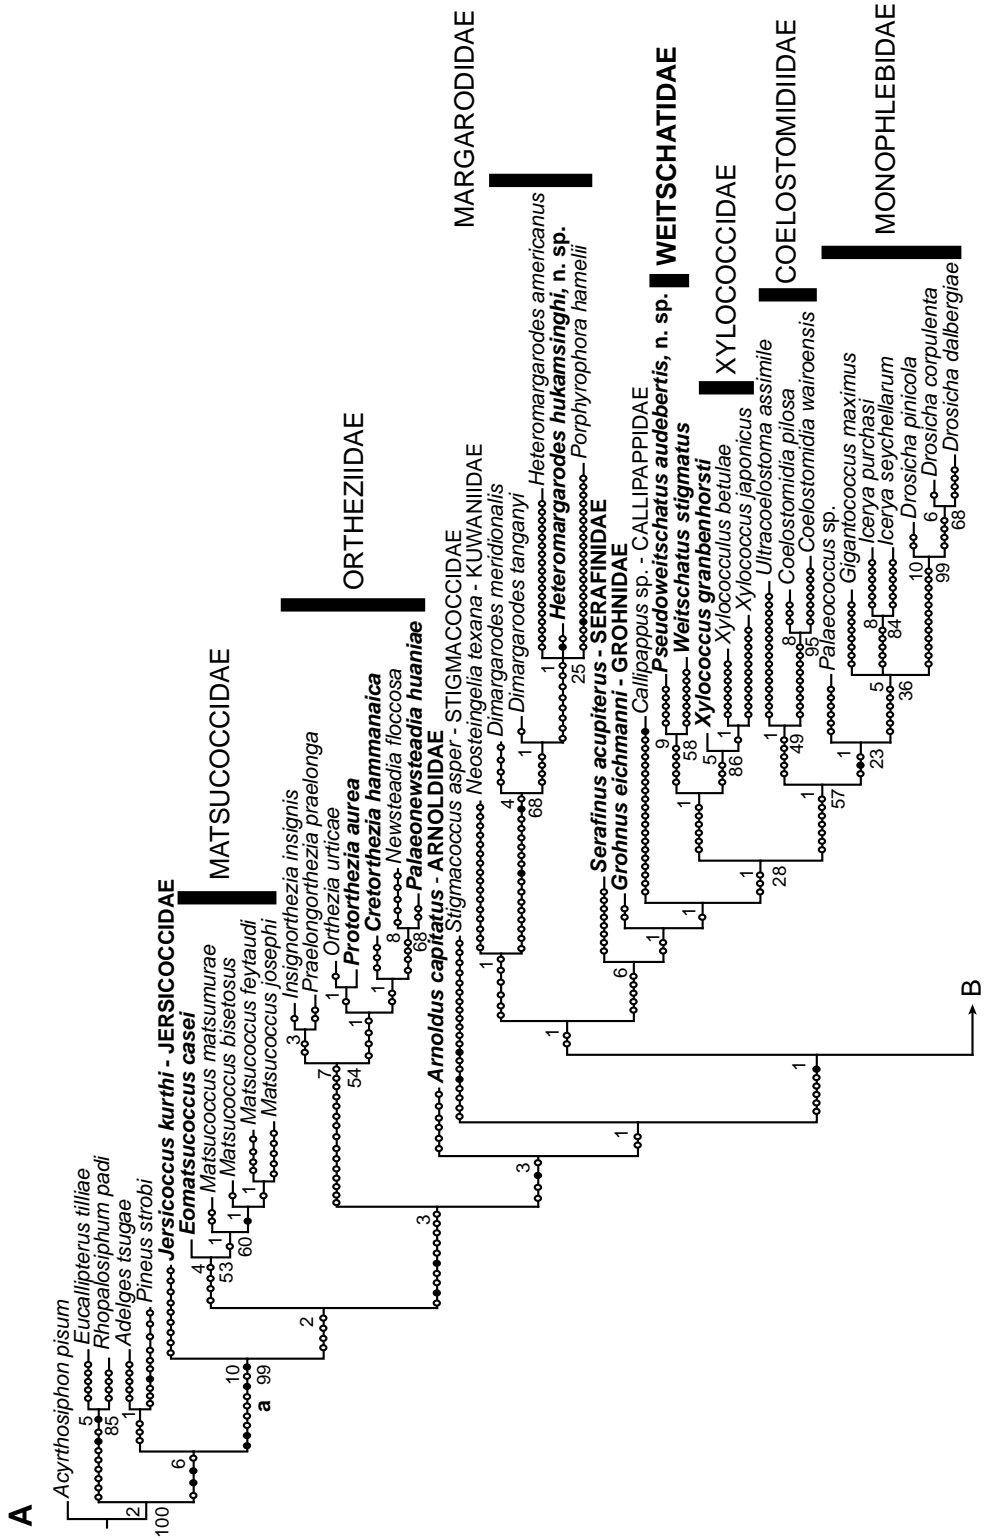 A
Acyrthosiphon pisum
Eucallipterus tilliae
Rhopalosiphum padi
Adelges tsugae
Pineus strobi
Jersicoccus kurthi - JERSICOCCIDAE
Eomatsucoccus casei
Matsucoccus matsumurae
Matsucoccus bisetosus
Matsucoccus feytaudi
Matsucoccus josephi
MATSUCOCCIDAE
Insignorthezia insignis
Praelongorthezia praelonga
Orthezia urticae
Protorthezia aurea
Cretorthezia hammanaica
Newsteadia floccosa
Palaeonewsteadia huaniae
ORTHEZIIDAE
Arnoldus capitatus - ARNOLDIDAE
Stigmacoccus asper - STIGMACOCCIDAE
Neosteingelia texana - KUWANIIDAE
Dimargarodes meridionalis
Dimargarodes tanganyi
Heteromargarodes americanus
Heteromargarodes hukamsinghi, n. sp.
Porphyrophora hamelii
MARGARODIDAE
Serafinus acupiterus - SERAFINIDAE
Grohnus eichmanni - GROHNIDAE
Callipappus sp. - CALLIPAPPIDAE
Pseudoweitschatus audebertis, n. sp.
Weitschatus stigmatus
WEITSCHATIDAE
Xylococcus granbenhorsti
Xylococculus betulae
Xylococcus japonicus
XYLOCOCCIDAE
Ultracoelostoma assimile
Coelostomidia pilosa
Coelostomidia wairoensis
COELOSTOMIDIIDAE
Palaeococcus sp.
Gigantococcus maximus
Icerya purchasi
Icerya seychellarum
Drosicha pinicola
Drosicha corpulenta
Drosicha dalbergiae
MONOPHLEBIDAE
2
100
5
85
1
6
10
99
a
2
4
53
1
60
1
1
3
7
3
54
1
1
1
8
68
3
1
1
1
1
4
68
1
1
25
6
1
1
1
28
1
9
58
5
86
1
1
57
1
49
8
95
1
23
5
36
8
84
10
99
6
68
B